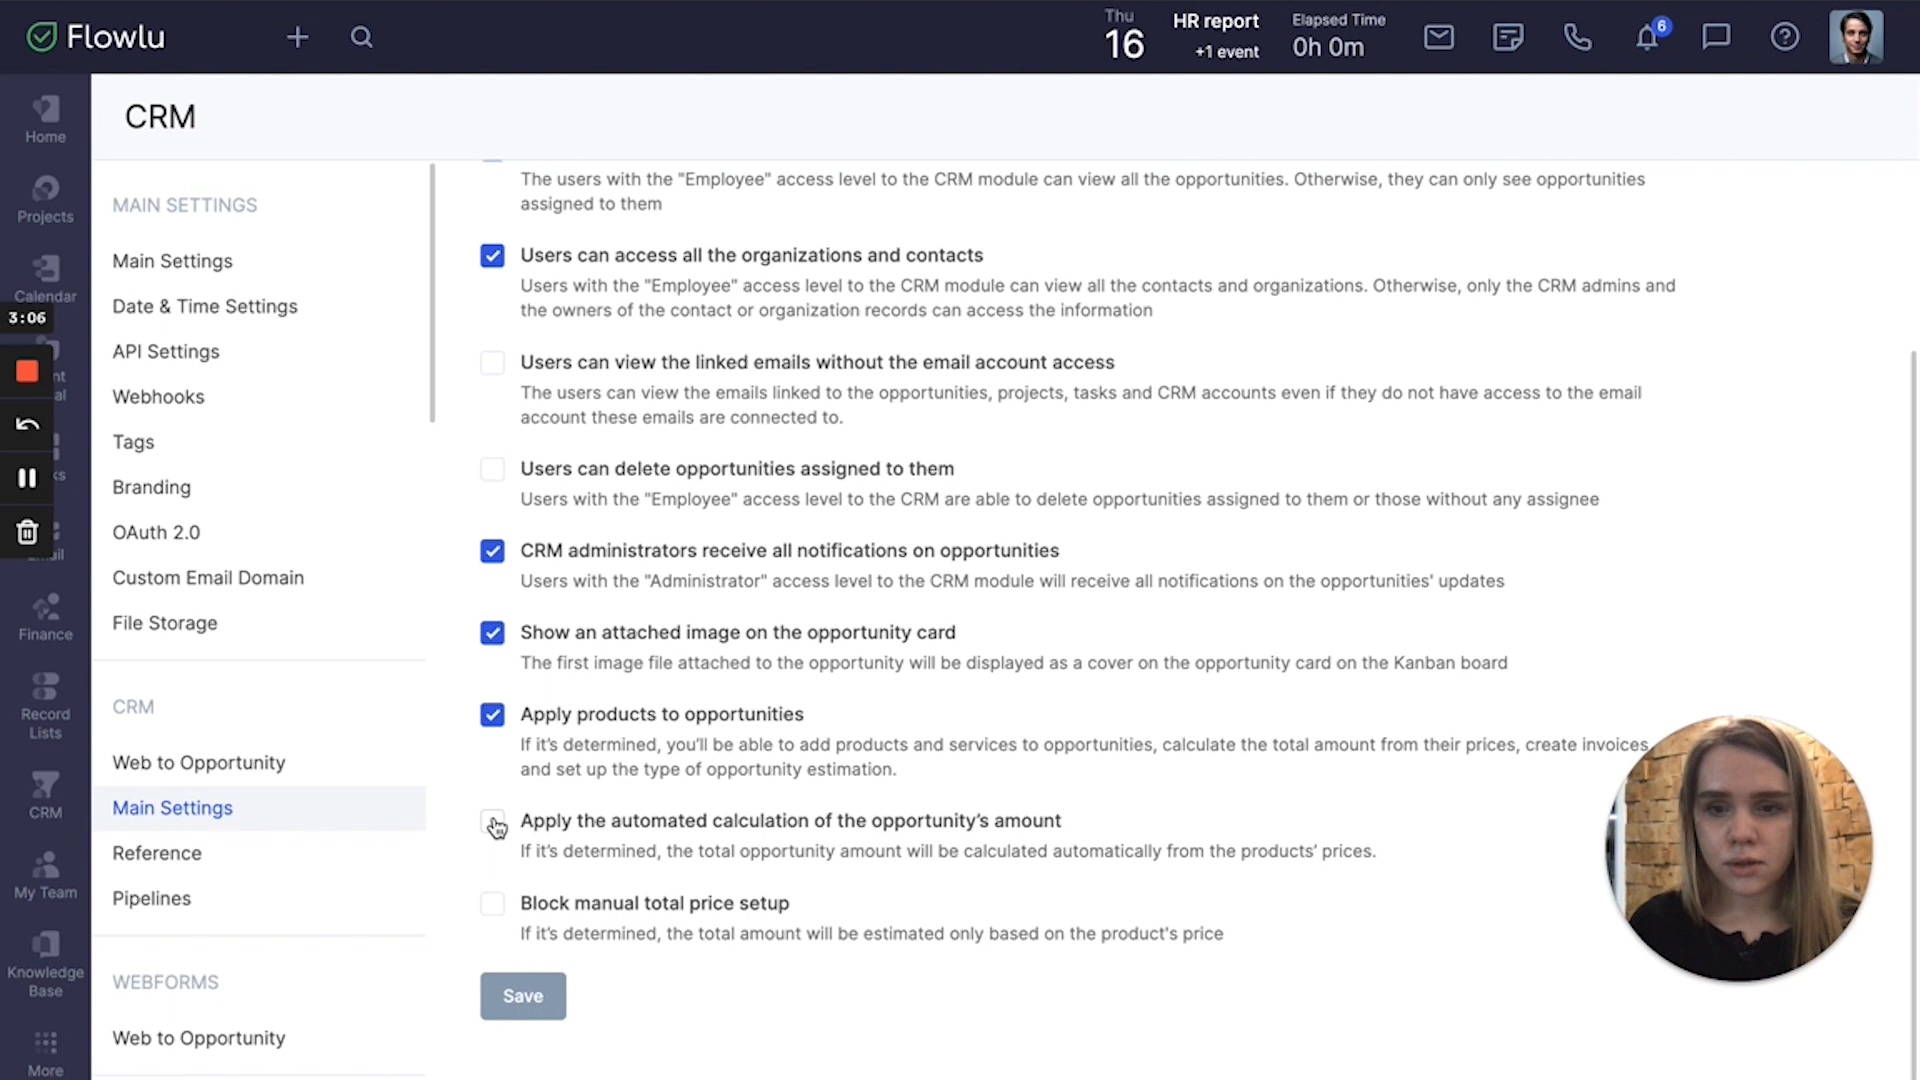 Flowlu
Thu
16
HR report
+1 event
Elapsed Time
0h 0m
6
CRM
Home
Projects
Calendar
3:06
nt
al
ks
ail
Finance
Record
Lists
CRM
My Team
Knowledge
Base
More
MAIN SETTINGS
Main Settings
Date & Time Settings
API Settings
Webhooks
Tags
Branding
OAuth 2.0
Custom Email Domain
File Storage
CRM
Web to Opportunity
Main Settings
Reference
Pipelines
WEBFORMS
Web to Opportunity
The users with the "Employee" access level to the CRM module can view all the opportunities. Otherwise, they can only see opportunities
assigned to them
Users can access all the organizations and contacts
Users with the "Employee" access level to the CRM module can view all the contacts and organizations. Otherwise, only the CRM admins and
the owners of the contact or organization records can access the information
Users can view the linked emails without the email account access
The users can view the emails linked to the opportunities, projects, tasks and CRM accounts even if they do not have access to the email
account these emails are connected to.
Users can delete opportunities assigned to them
Users with the "Employee" access level to the CRM are able to delete opportunities assigned to them or those without any assignee
CRM administrators receive all notifications on opportunities
Users with the "Administrator" access level to the CRM module will receive all notifications on the opportunities' updates
Show an attached image on the opportunity card
The first image file attached to the opportunity will be displayed as a cover on the opportunity card on the Kanban board
Apply products to opportunities
If it’s determined, you’ll be able to add products and services to opportunities, calculate the total amount from their prices, create invoices
and set up the type of opportunity estimation.
Apply the automated calculation of the opportunity’s amount
If it’s determined, the total opportunity amount will be calculated automatically from the products’ prices.
Block manual total price setup
If it’s determined, the total amount will be estimated only based on the product's price
Save